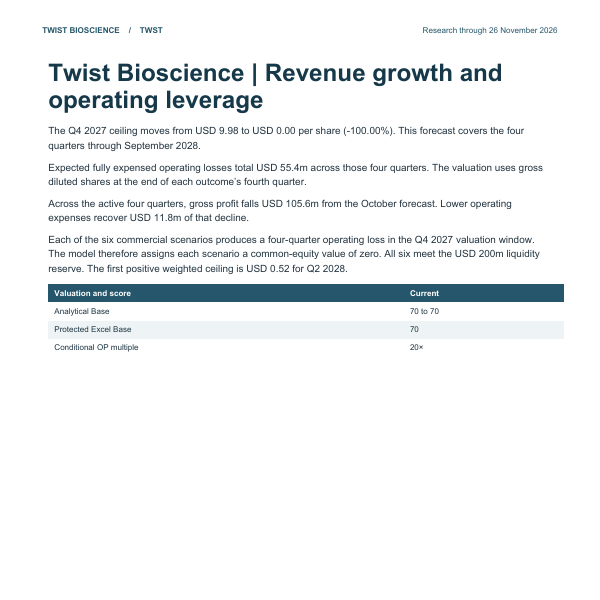 TWIST BIOSCIENCE / TWST
Research through 26 November 2026
Twist Bioscience | Revenue growth and
operating leverage
The Q4 2027 ceiling moves from USD 9.98 to USD 0.00 per share (-100.00%). This forecast covers the four
quarters through September 2028.
Expected fully expensed operating losses total USD 55.4m across those four quarters. The valuation uses gross
diluted shares at the end of each outcome's fourth quarter.
Across the active four quarters, gross profit falls USD 105.6m from the October forecast. Lower operating
expenses recover USD 11.8m of that decline.
Each of the six commercial scenarios produces a four-quarter operating loss in the Q4 2027 valuation window.
The model therefore assigns each scenario a common-equity value of zero. All six meet the USD 200m liquidity
reserve. The first positive weighted ceiling is USD 0.52 for Q2 2028.
Valuation and score Current
Analytical Base 70 to 70
Protected Excel Base 70
Conditional OP multiple 20×